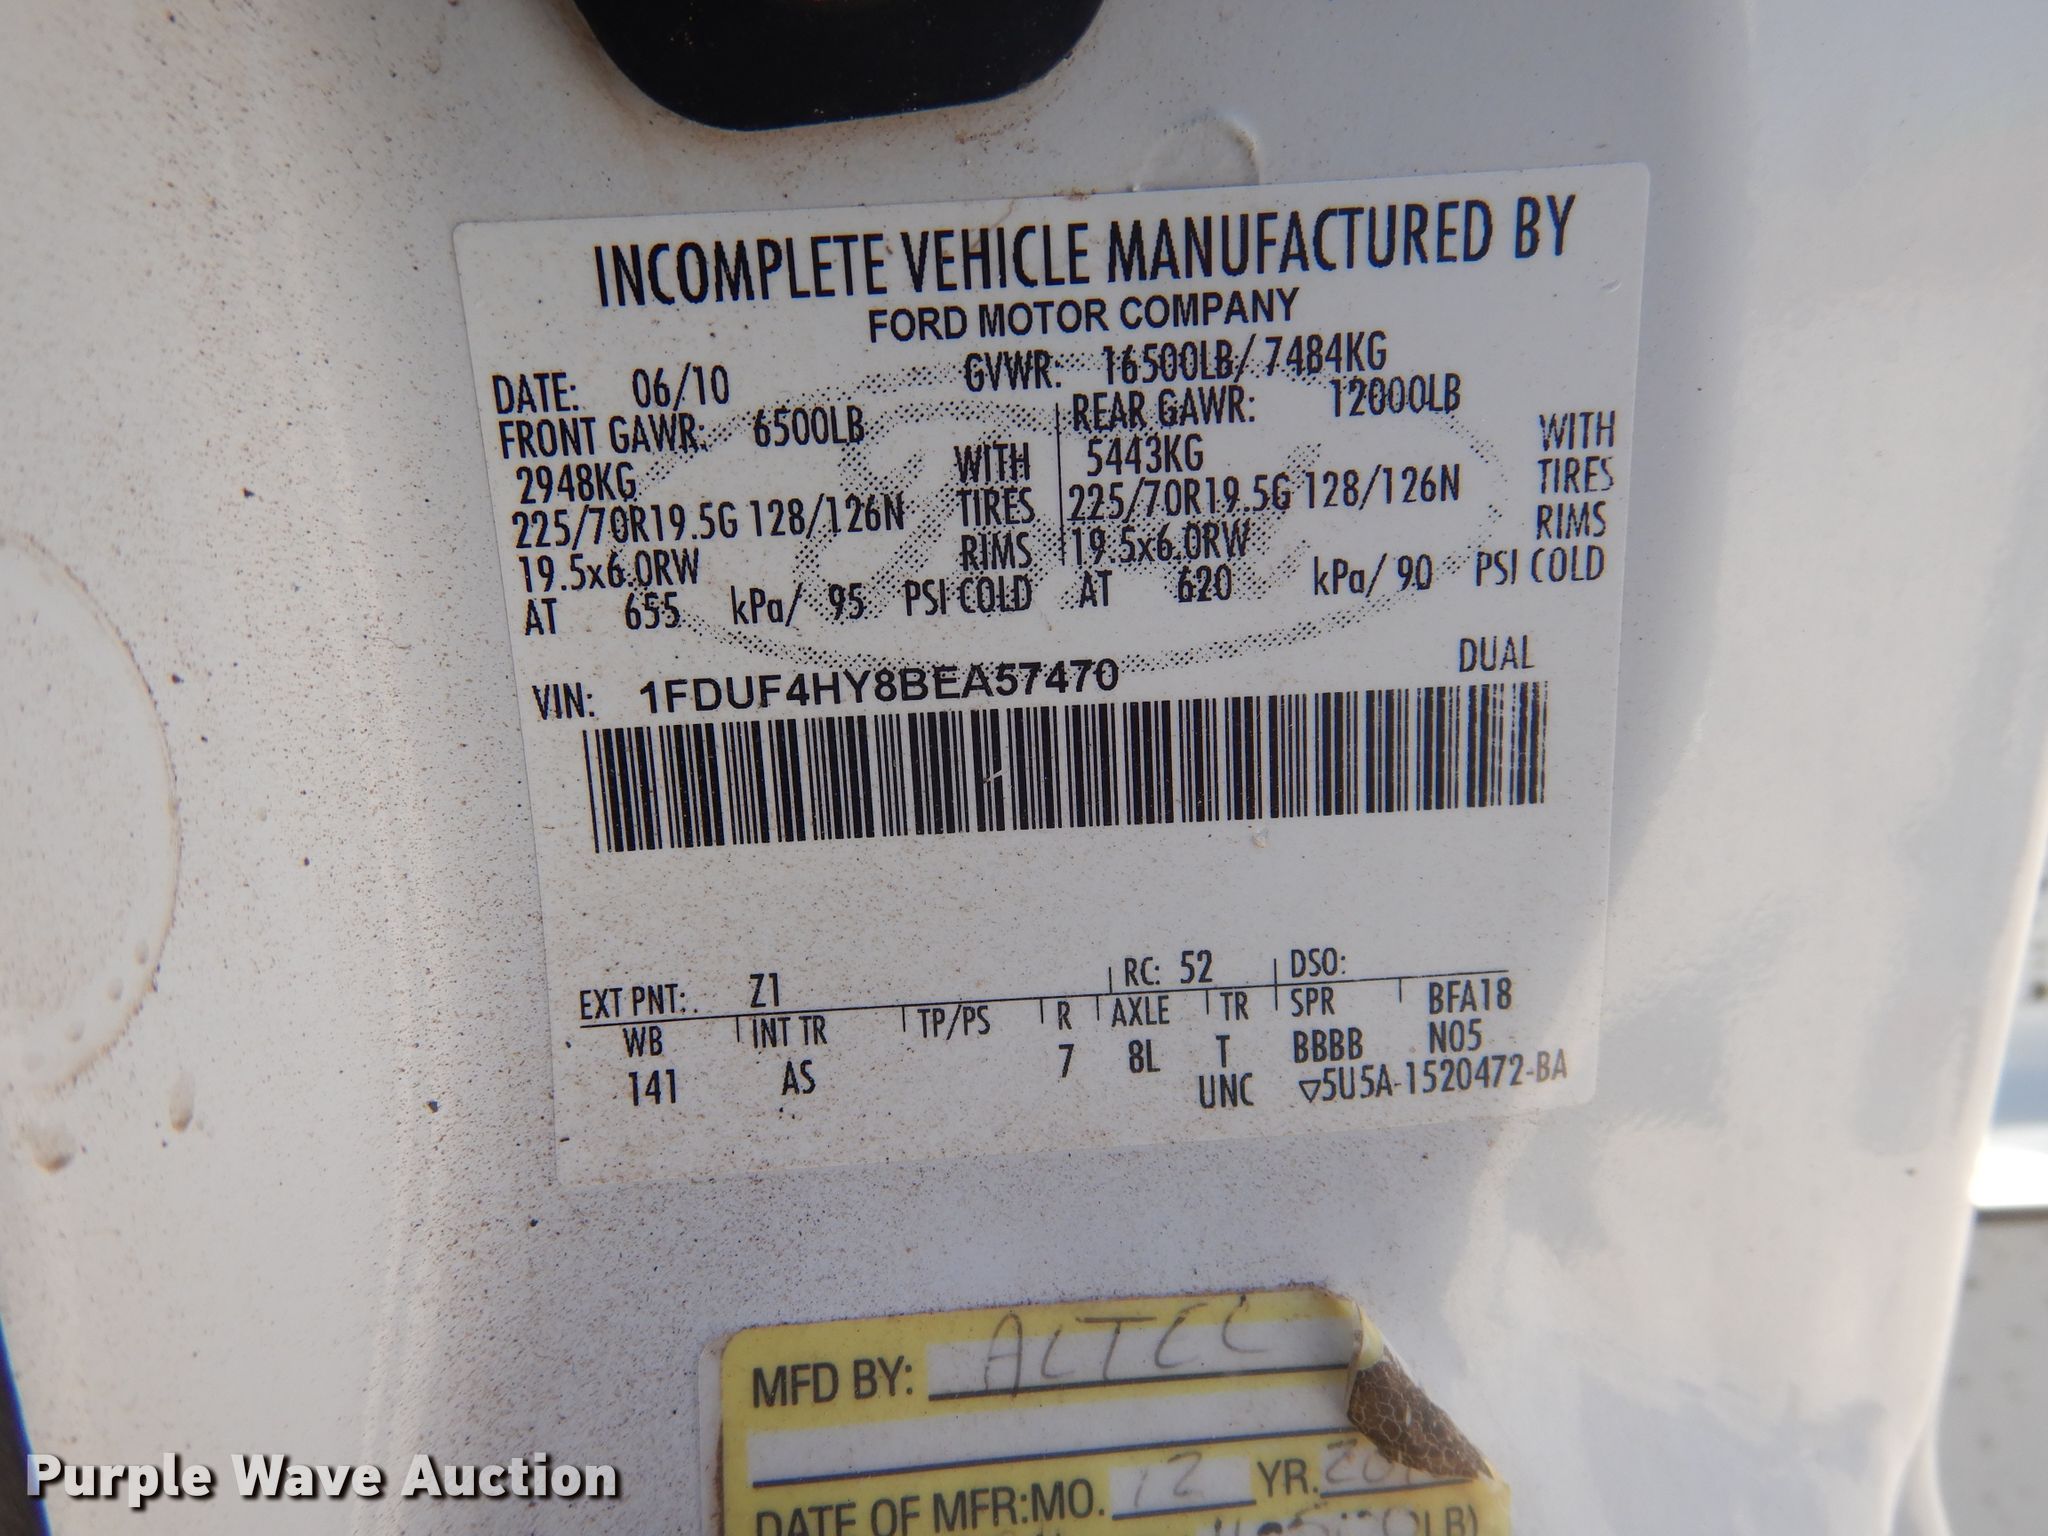 INCOMPLETE VEHICLE MANUFACTURED BY
FORD MOTOR COMPANY
DATE: 06/10 GVWR: 16500LB/ 7484KG
FRONT GAWR: 6500LB REAR GAWR: 12000LB
2948KG WITH 5443KG WITH
225/70R19.5G 128/126N TIRES 225/70R19.5G 128/126N TIRES
19.5x6.0RW RIMS 19.5x6.0RW RIMS
AT 655 kPa/ 95 PSI COLD AT 620 kPa/ 90 PSI COLD
VIN: 1FDUF4HY8BEA57470 DUAL
EXT PNT: Z1 RC: 52 DSO:
WB INT TR TP/PS R AXLE TR SPR BFA18
141 AS 7 8L T BBBB N05
UNC ▽5U5A-1520472-BA
MFD BY: ALTEC
DATE OF MFR:MO. 12 YR.
LB)
Purple Wave Auction